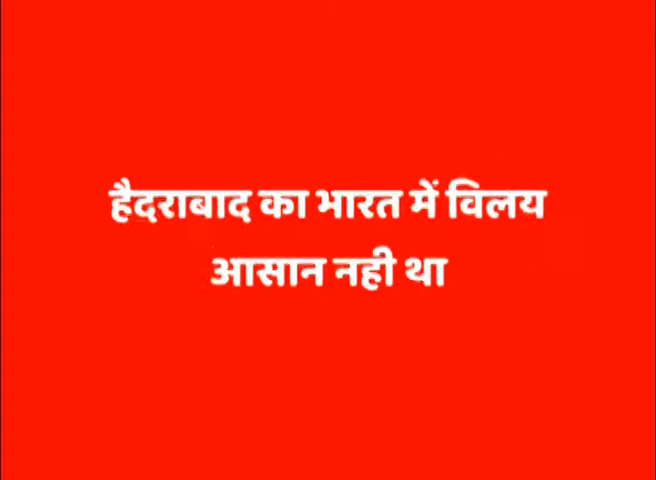 हैदराबाद का भारत में विलय
आसान नही था